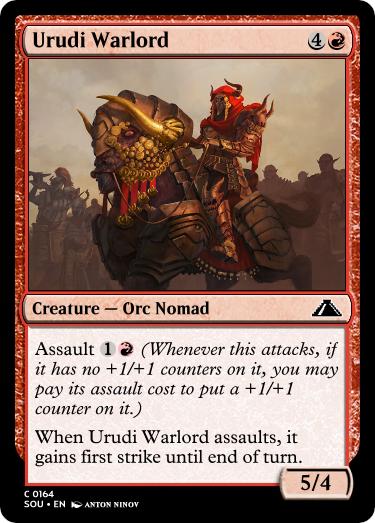 Urudi Warlord 4
Creature — Orc Nomad
Assault 1 (Whenever this attacks, if
it has no +1/+1 counters on it, you may
pay its assault cost to put a +1/+1
counter on it.)
When Urudi Warlord assaults, it
gains first strike until end of turn.
5/4
C 0164
SOU • EN ANTON NINOV